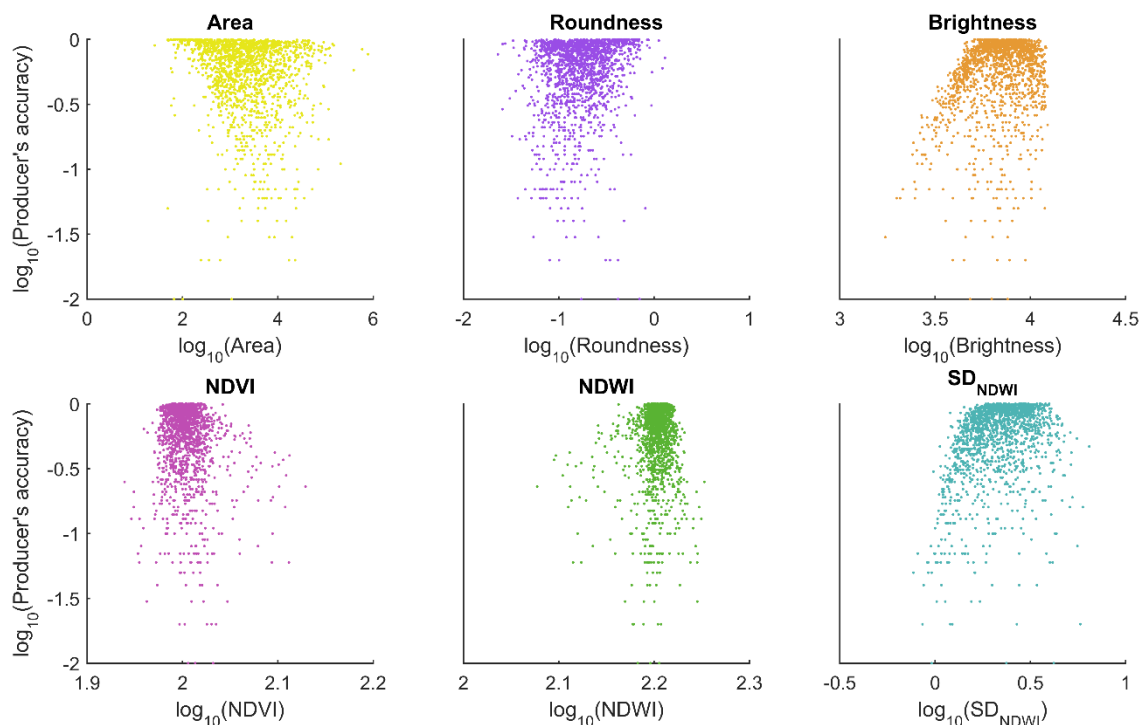 Area
Roundness
Brightness
0
-0.5
-1
-1.5
-2
log10(Producer's accuracy)
0 2 4 6
-2 -1 0 1
3 3.5 4 4.5
log10(Area)
log10(Roundness)
log10(Brightness)
NDVI
NDWI
SDNDWI
0
-0.5
-1
-1.5
-2
log10(Producer's accuracy)
1.9 2 2.1 2.2
2 2.1 2.2 2.3
-0.5 0 0.5 1
log10(NDVI)
log10(NDWI)
log10(SDNDWI)